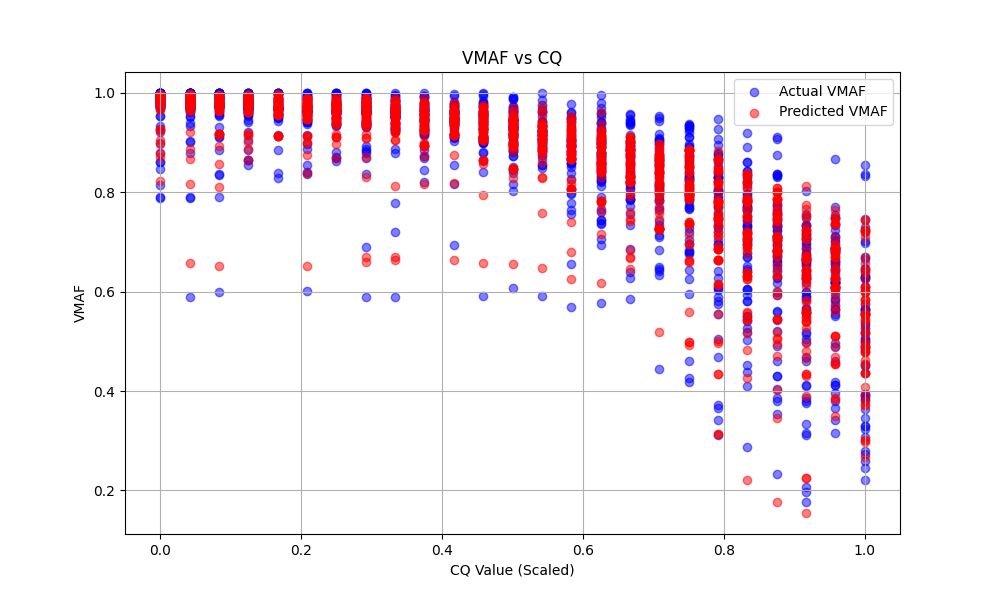 VMAF vs CQ
Actual VMAF
Predicted VMAF
1.0
0.8
0.6
0.4
0.2
VMAF
0.0
0.2
0.4
0.6
0.8
1.0
CQ Value (Scaled)